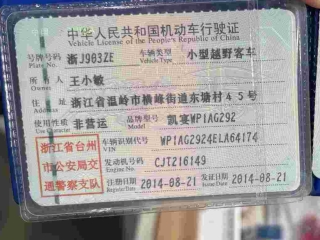 中华人民共和国机动车行驶证
Vehicle License of the People's Republic of China
号牌号码 浙J903ZE 车辆类型 小型越野客车
Plate No. Vehicle Type
所有人 王小敏
Owner
住址 浙江省温岭市横峰街道东塘村45号
Address
使用性质 非营运 品牌型号 凯宴WP1AG292
Use Character Model
浙江省台州 车辆识别代号 WP1AG2924ELA64174
VIN
市公安局交 发动机号码 CJT216149
Engine No.
通警察支队 注册日期 2014-08-21 发证日期 2014-08-21
Register Date Issue Date